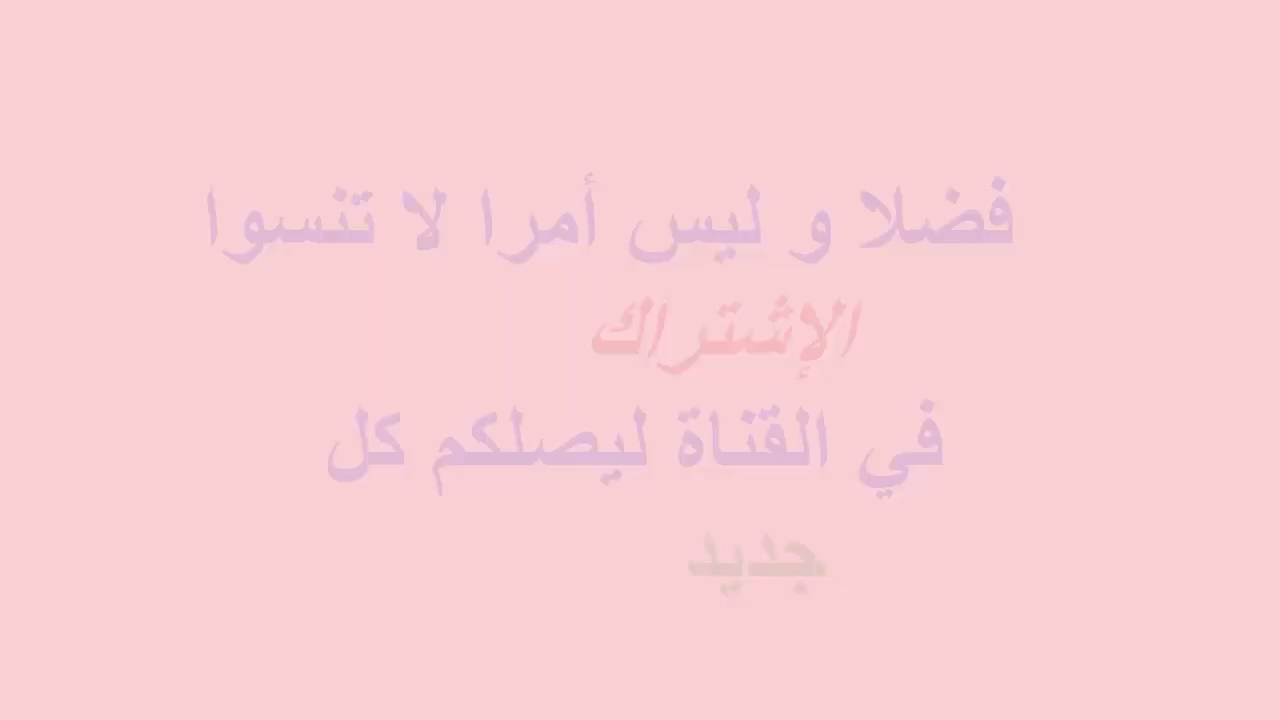 فضلا و ليس أمرا لا تنسوا
الإشتراك
في القناة ليصلكم كل
جديد